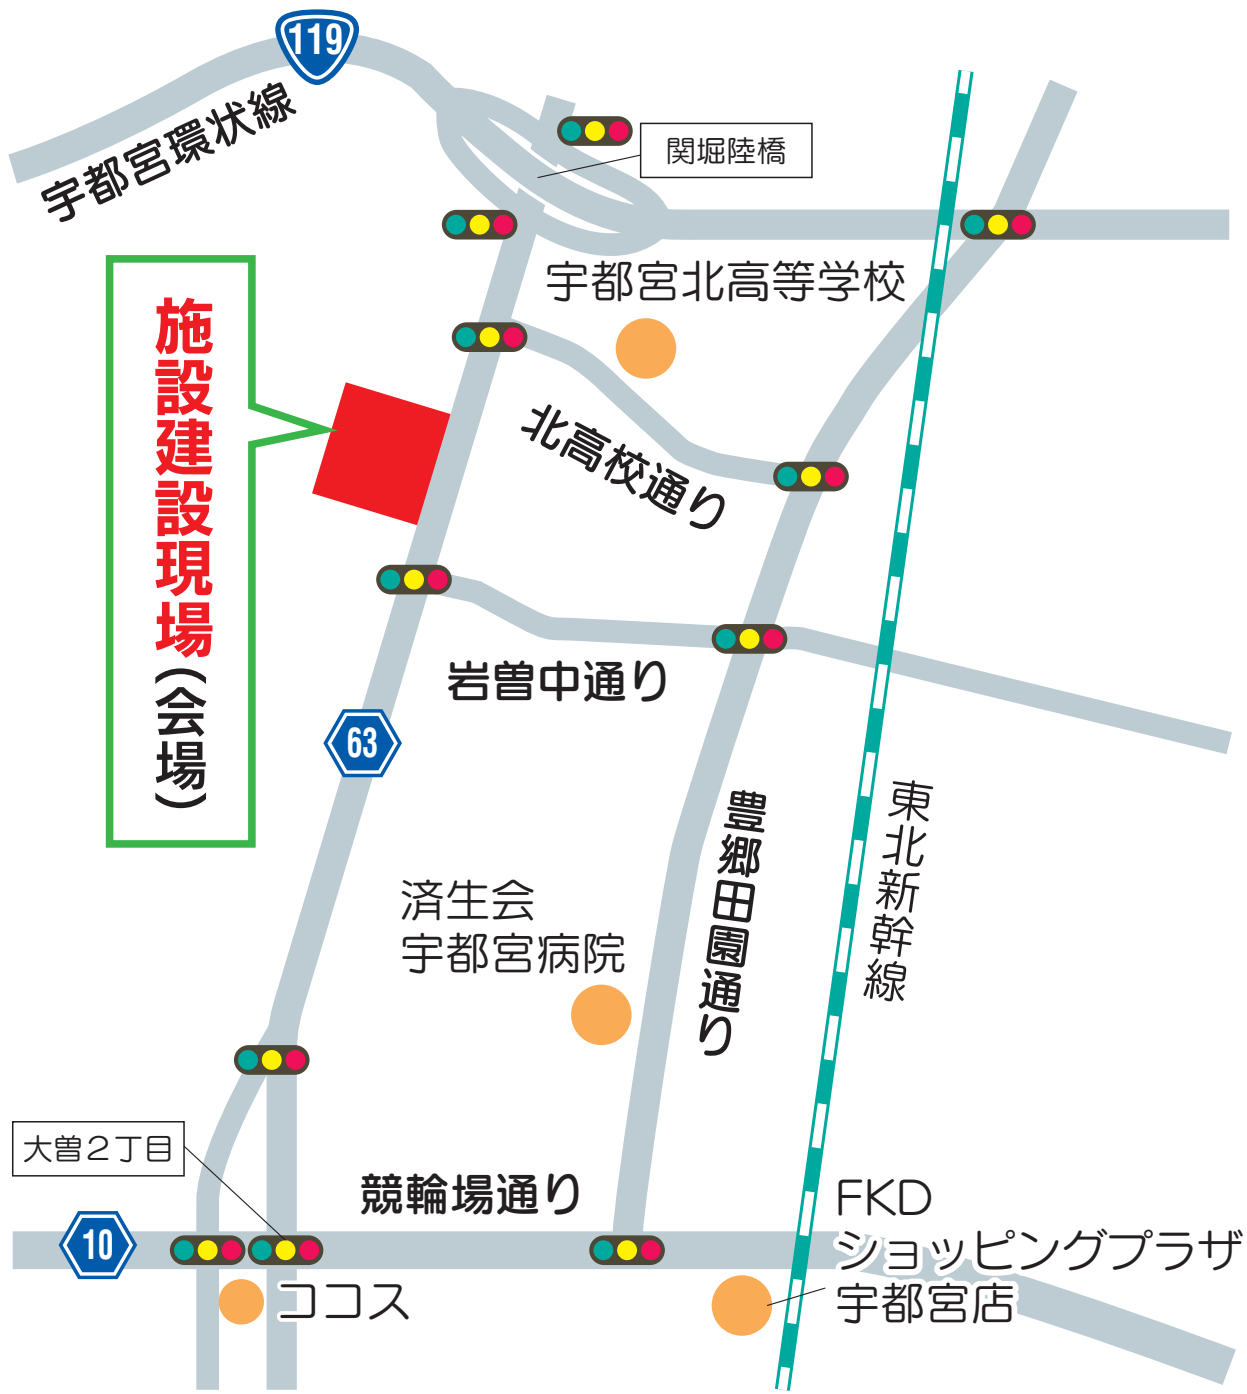 119
宇都宮環状線
関堀陸橋
宇都宮北高等学校
施設建設現場(会場)
北高校通り
岩曽中通り
63
豊郷田園通り
東北新幹線
済生会
宇都宮病院
大曽2丁目
競輪場通り
10
FKD
ショッピングプラザ
宇都宮店
ココス